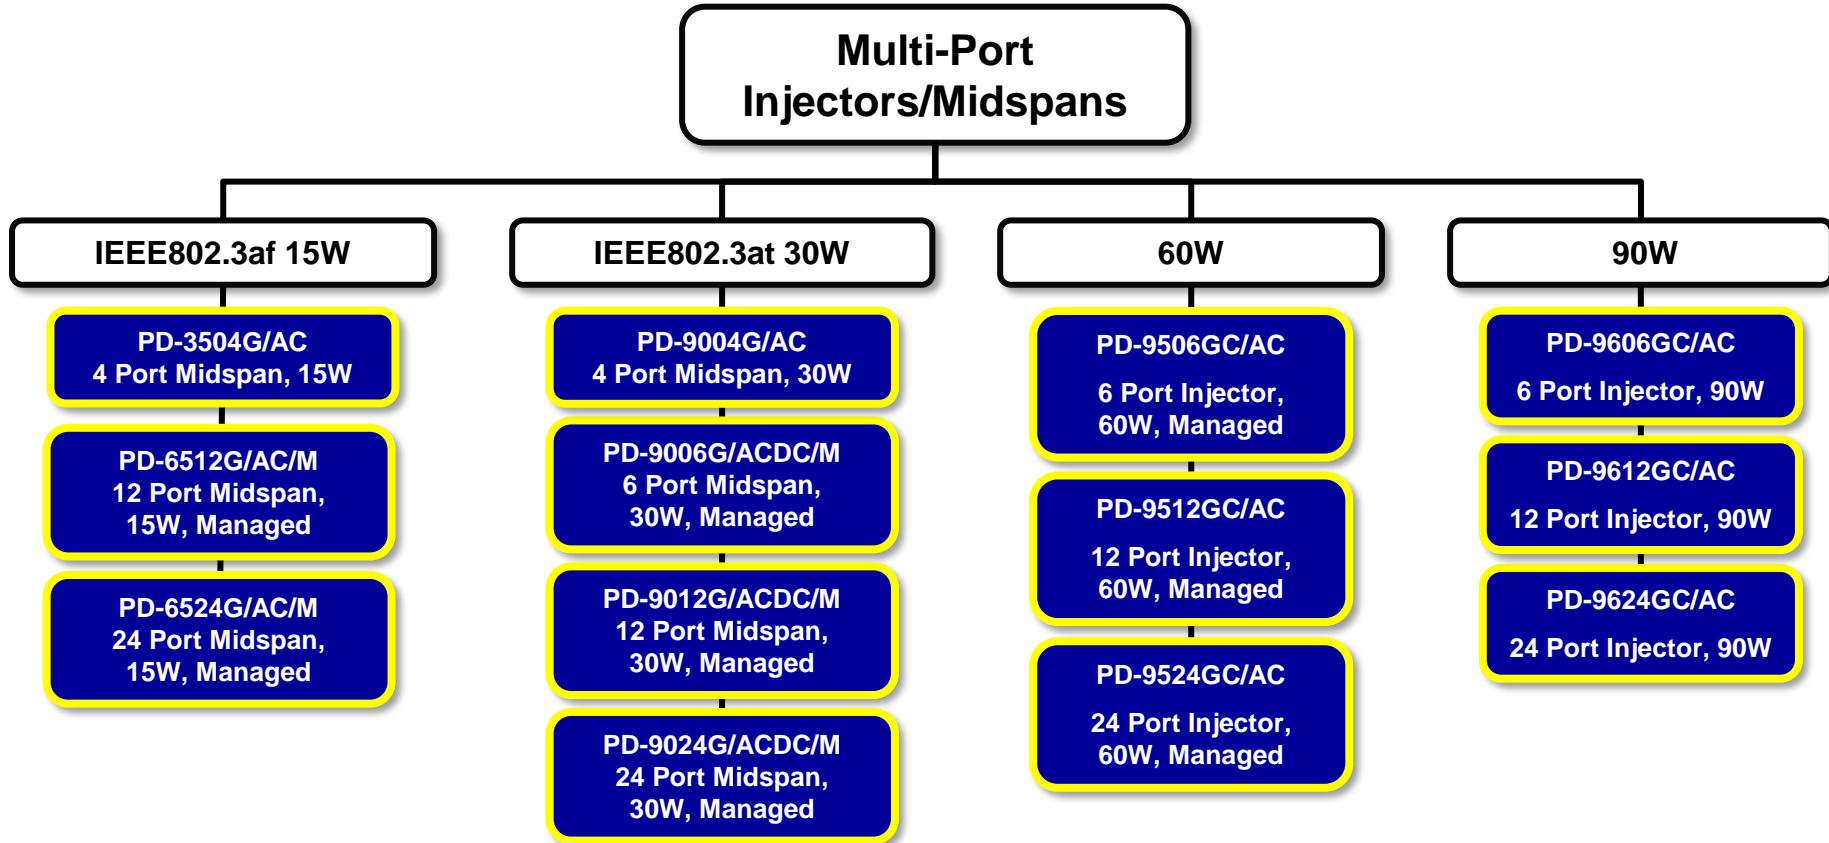 Multi-Port
Injectors/Midspans
IEEE802.3af 15W
PD-3504G/AC
4 Port Midspan, 15W
PD-6512G/AC/M
12 Port Midspan,
15W, Managed
PD-6524G/AC/M
24 Port Midspan,
15W, Managed
IEEE802.3at 30W
PD-9004G/AC
4 Port Midspan, 30W
PD-9006G/ACDC/M
6 Port Midspan,
30W, Managed
PD-9012G/ACDC/M
12 Port Midspan,
30W, Managed
PD-9024G/ACDC/M
24 Port Midspan,
30W, Managed
60W
PD-9506GC/AC
6 Port Injector,
60W, Managed
PD-9512GC/AC
12 Port Injector,
60W, Managed
PD-9524GC/AC
24 Port Injector,
60W, Managed
90W
PD-9606GC/AC
6 Port Injector, 90W
PD-9612GC/AC
12 Port Injector, 90W
PD-9624GC/AC
24 Port Injector, 90W